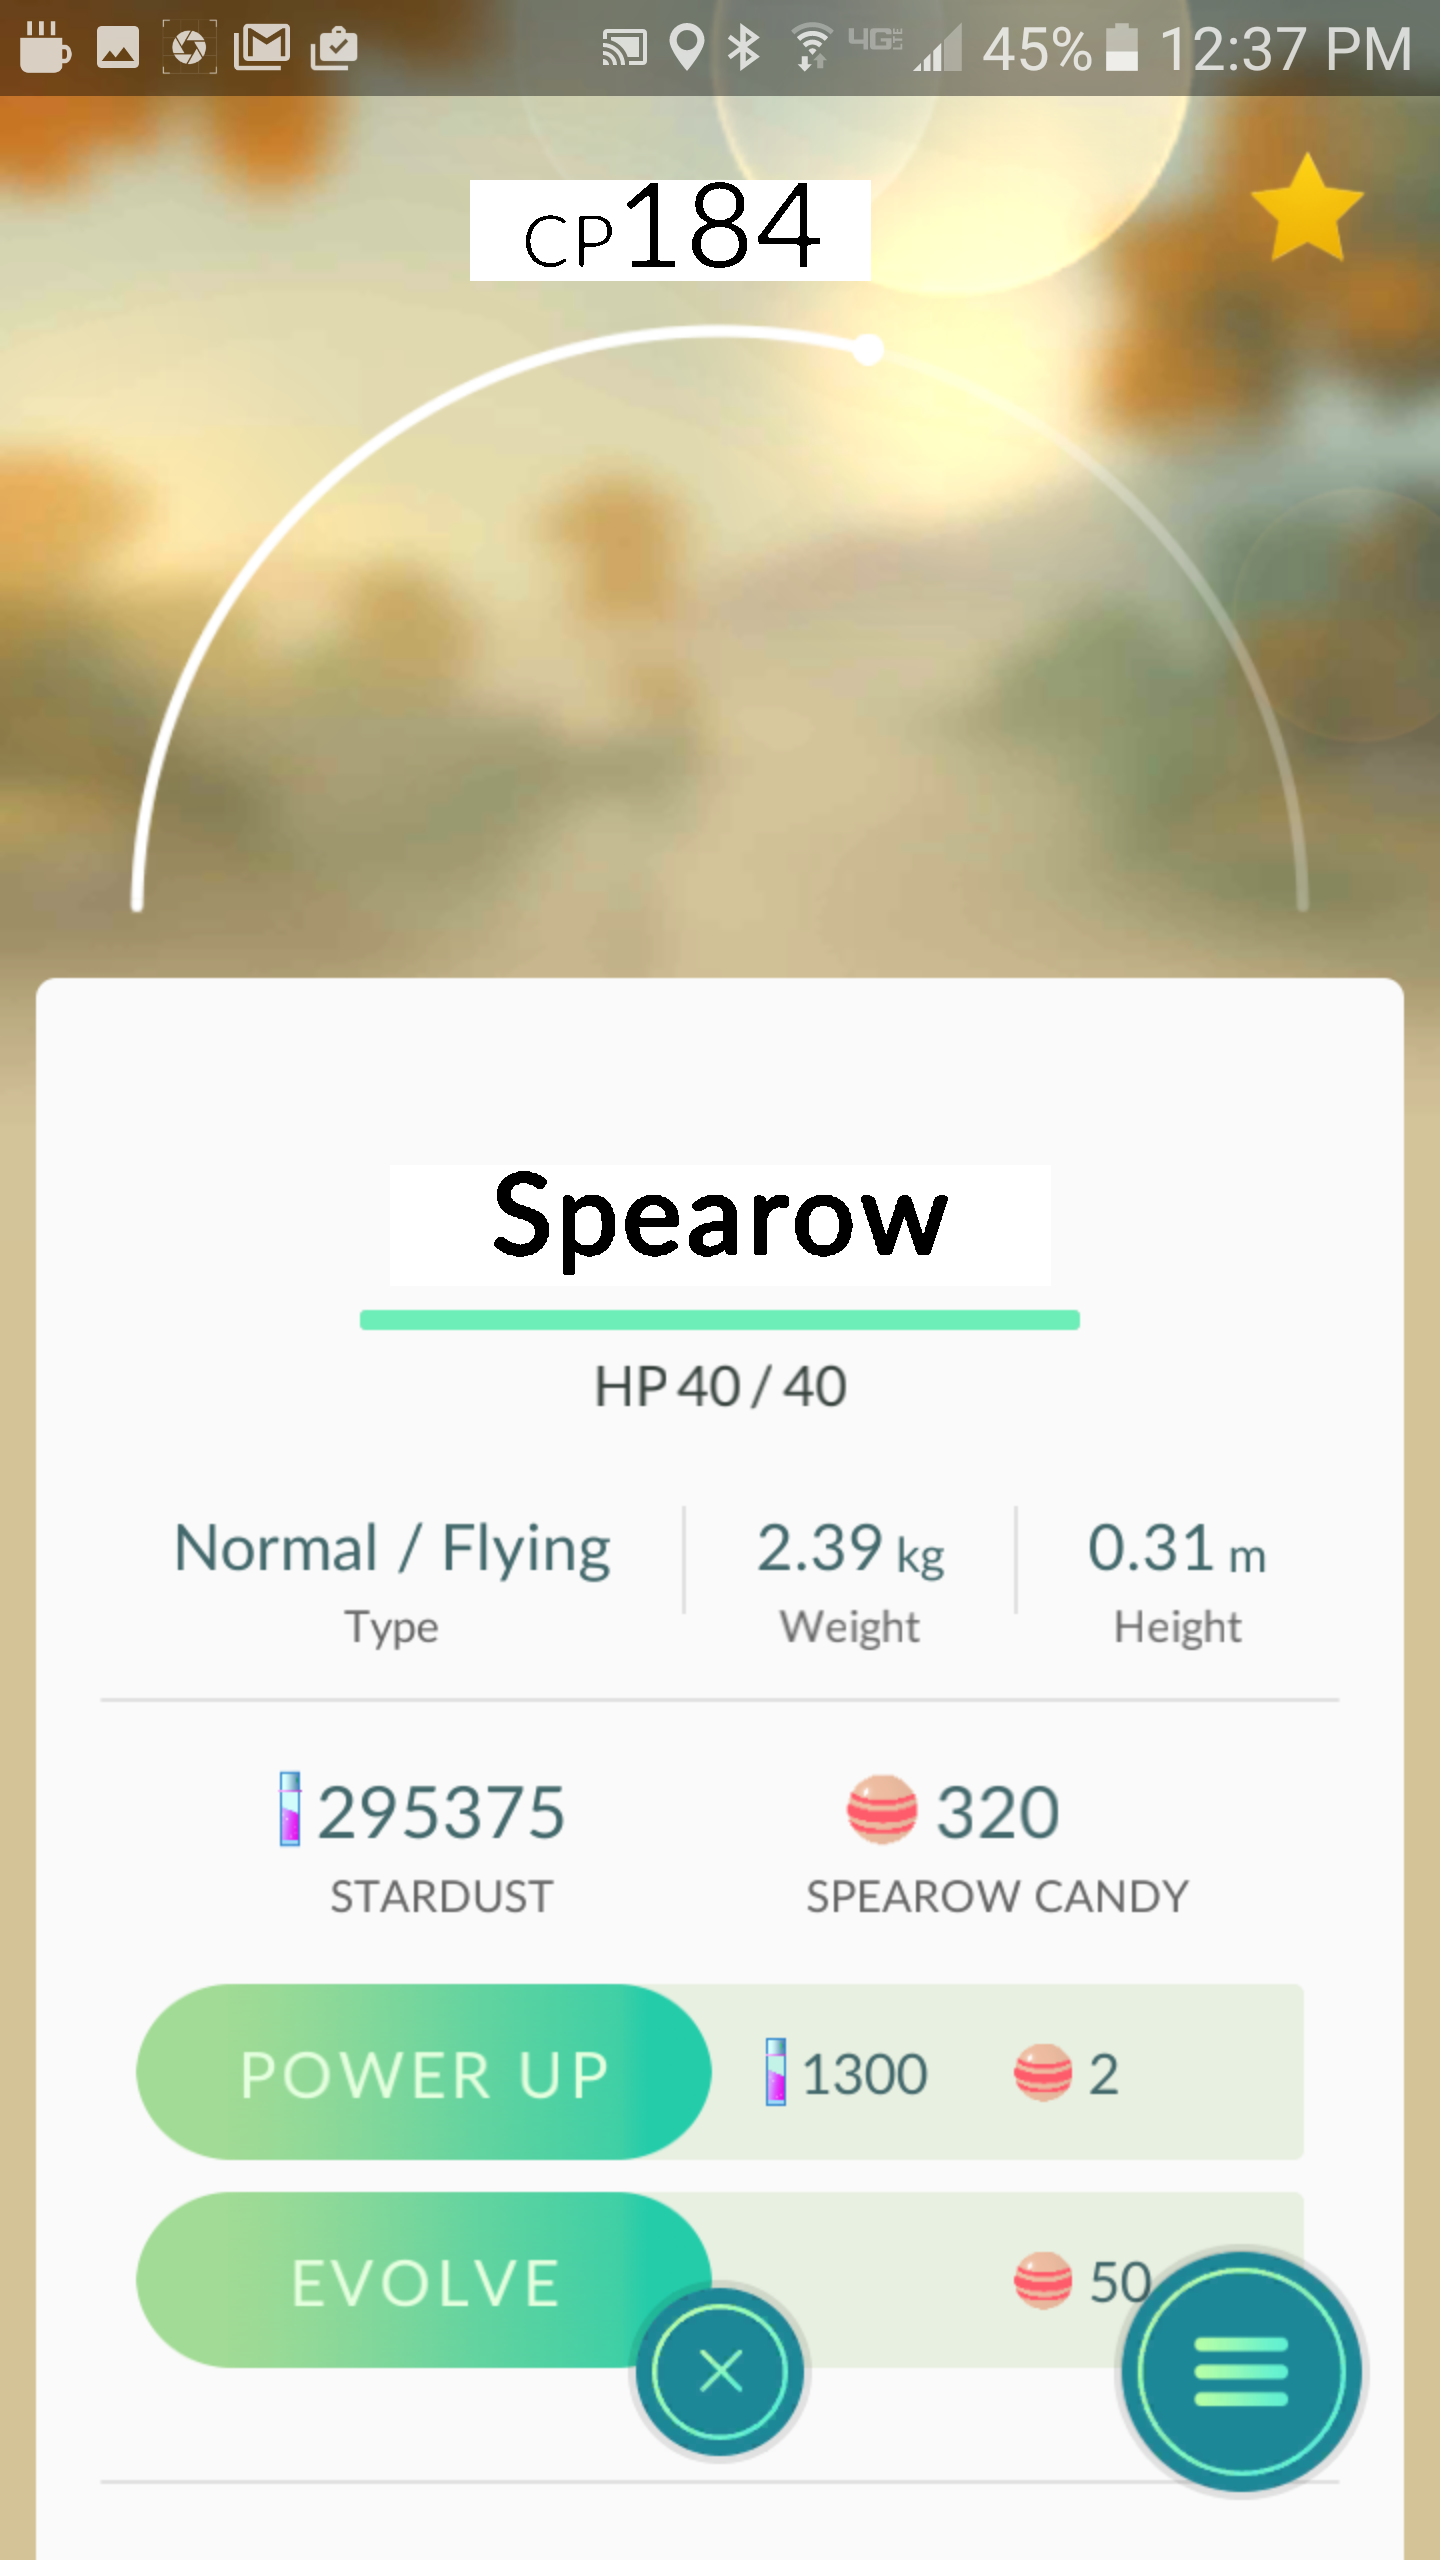 4G LTE 45% 12:37 PM
CP184
Spearow
HP 40 / 40
Normal / Flying 2.39 kg 0.31 m
Type Weight Height
295375 320
STARDUST SPEAROW CANDY
POWER UP 1300 2
EVOLVE 50